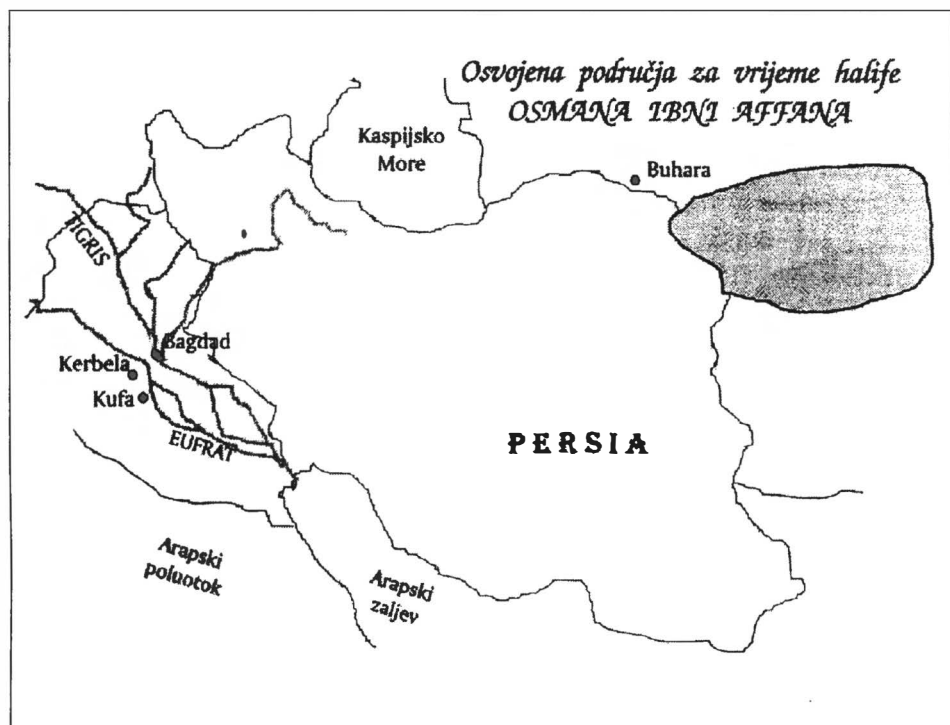 Osvojena područja za vrijeme halife
OSMANA IBNI AFFANA
Kaspijsko
More
Buhara
TIGRIS
Bagdad
Kerbela
Kufa
EUFRAT
PERSIA
Arapski
poluotok
Arapski
zaljev